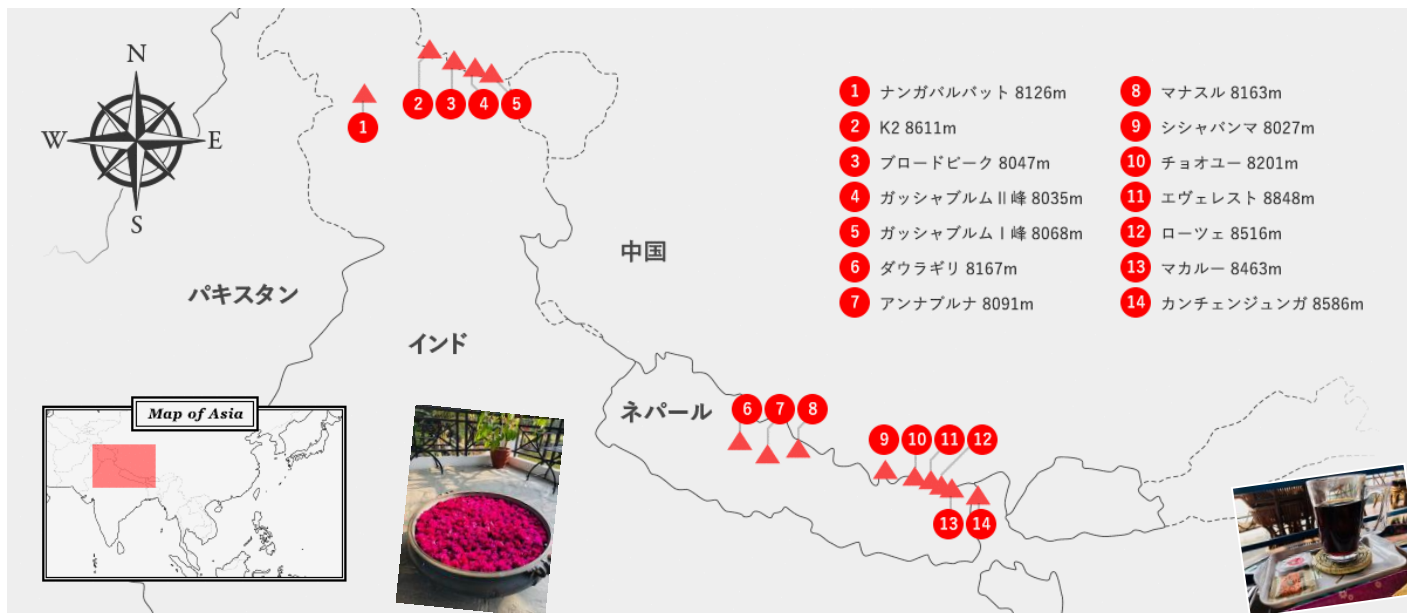 N
W
E
S
1
2
3
4
5
1 ナンガパルバット 8126m
2 K2 8611m
3 ブロードピーク 8047m
4 ガッシャブルムⅡ峰 8035m
5 ガッシャブルムⅠ峰 8068m
6 ダウラギリ 8167m
7 アンナプルナ 8091m
8 マナスル 8163m
9 シシャパンマ 8027m
10 チョオユー 8201m
11 エヴェレスト 8848m
12 ローツェ 8516m
13 マカルー 8463m
14 カンチェンジュンガ 8586m
中国
パキスタン
インド
ネパール
6
7
8
9
10
11
12
13
14
Map of Asia